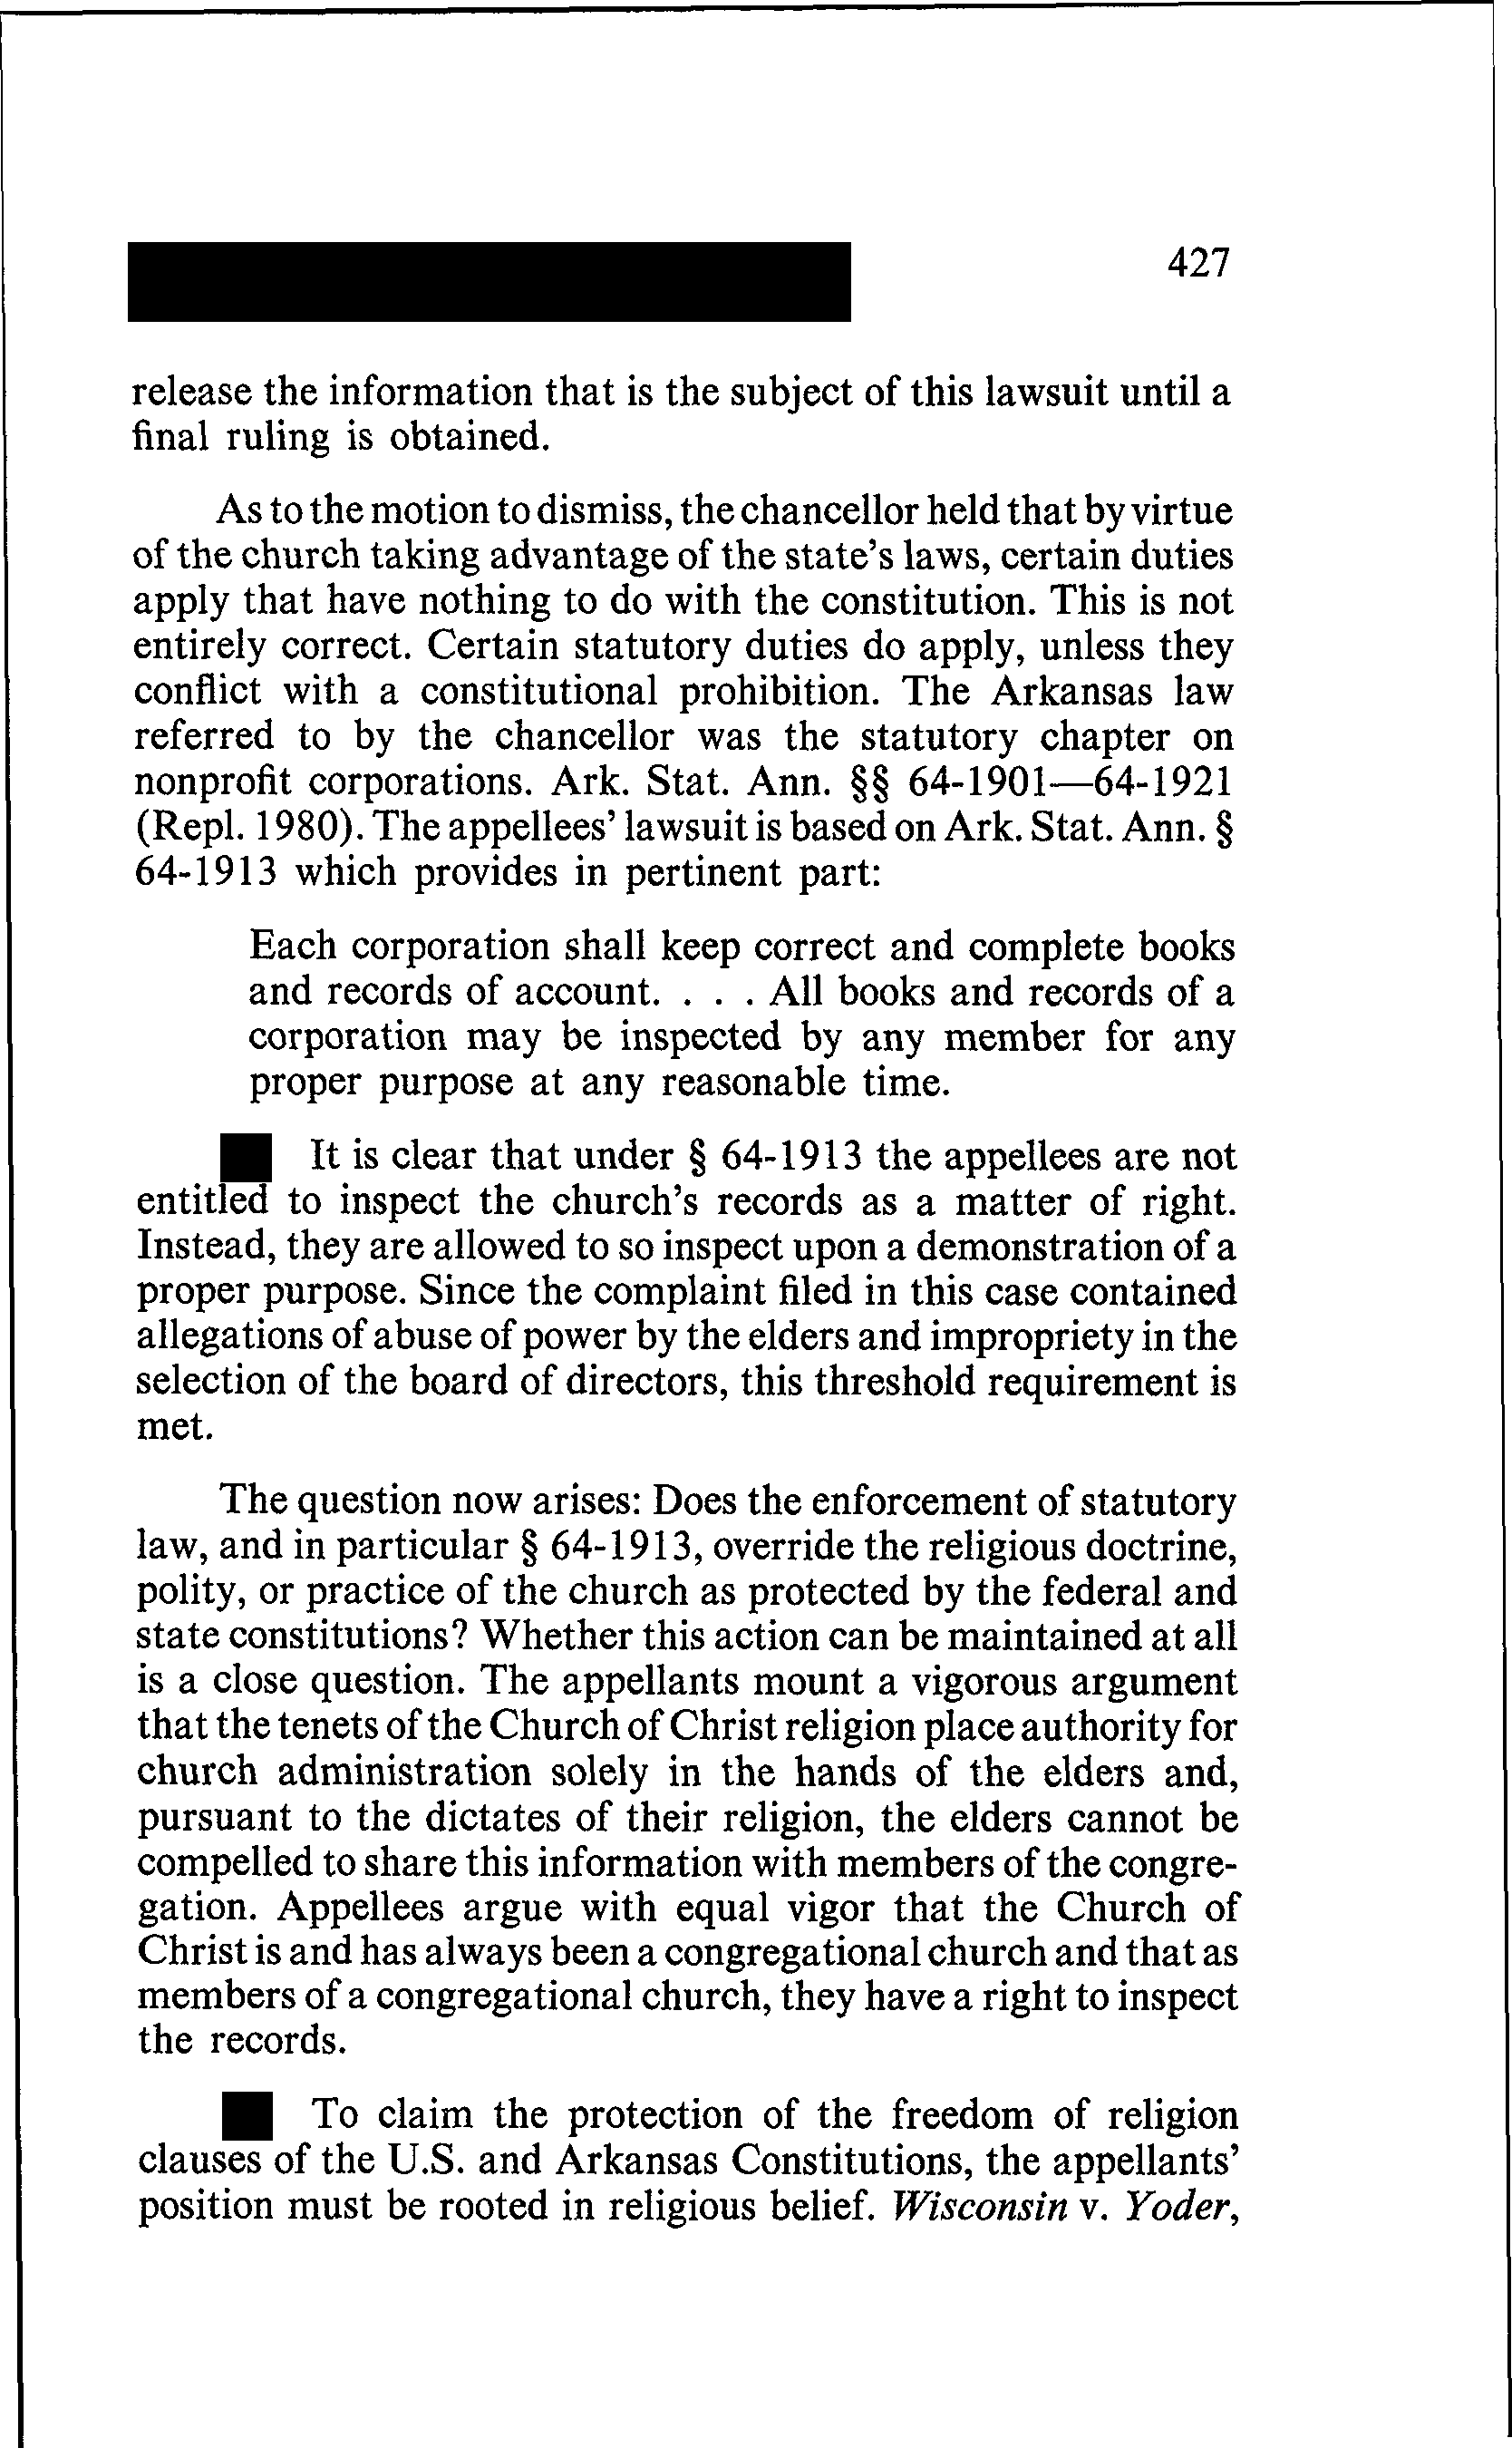 427
release the information that is the subject of this lawsuit until a
final ruling is obtained.
As to the motion to dismiss, the chancellor held that by virtue
of the church taking advantage of the state's laws, certain duties
apply that have nothing to do with the constitution. This is not
entirely correct. Certain statutory duties do apply, unless they
conflict with a constitutional prohibition. The Arkansas law
referred to by the chancellor was the statutory chapter on
nonprofit corporations. Ark. Stat. Ann. §§ 64-1901—64-1921
(Repl. 1980). The appellees' lawsuit is based on Ark. Stat. Ann. §
64-1913 which provides in pertinent part:
Each corporation shall keep correct and complete books
and records of account. . . . All books and records of a
corporation may be inspected by any member for any
proper purpose at any reasonable time.
It is clear that under § 64-1913 the appellees are not
entitled to inspect the church's records as a matter of right.
Instead, they are allowed to so inspect upon a demonstration of a
proper purpose. Since the complaint filed in this case contained
allegations of abuse of power by the elders and impropriety in the
selection of the board of directors, this threshold requirement is
met.
The question now arises: Does the enforcement of statutory
law, and in particular § 64-1913, override the religious doctrine,
polity, or practice of the church as protected by the federal and
state constitutions? Whether this action can be maintained at all
is a close question. The appellants mount a vigorous argument
that the tenets of the Church of Christ religion place authority for
church administration solely in the hands of the elders and,
pursuant to the dictates of their religion, the elders cannot be
compelled to share this information with members of the congre-
gation. Appellees argue with equal vigor that the Church of
Christ is and has always been a congregational church and that as
members of a congregational church, they have a right to inspect
the records.
To claim the protection of the freedom of religion
clauses of the U.S. and Arkansas Constitutions, the appellants'
position must be rooted in religious belief. Wisconsin v. Yoder,